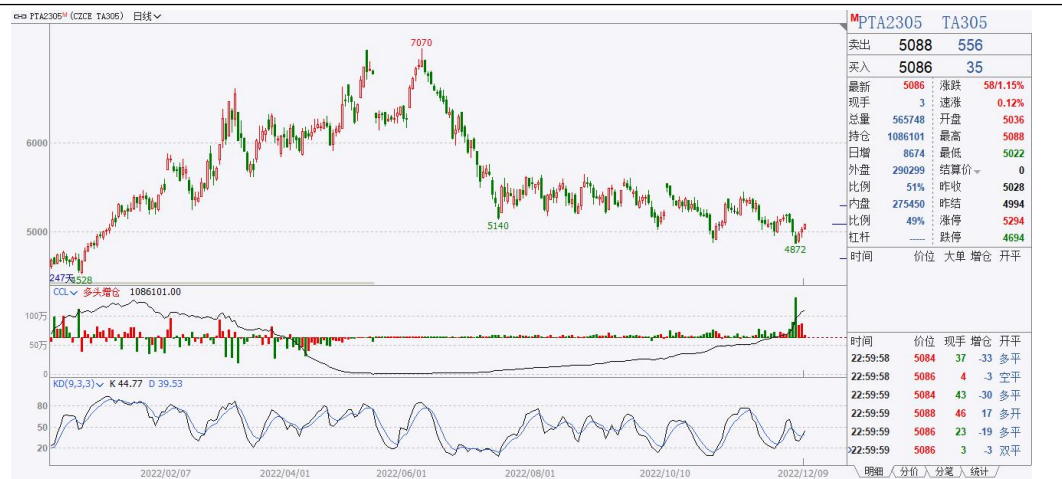 PTA2305M (CZCE TA305) 日线
7070
6000
5140
5000
4872
247天
4528
CCL 多头增仓 1086101.00
100万
50万
0
KD(9,3,3) K 44.77 D 39.53
80
50
20
2022/02/07 2022/04/01 2022/06/01 2022/08/01 2022/10/10 2022/12/09
MPTA2305 TA305
卖出 5088 556
买入 5086 35
最新 5086 涨跌 58/1.15%
现手 3 速涨 0.12%
总量 565748 开盘 5036
持仓 1086101 最高 5088
日增 8674 最低 5022
外盘 290299 结算价 0
比例 51% 昨收 5028
内盘 275450 昨结 4994
比例 49% 涨停 5294
杠杆 ----- 跌停 4694
时间 价位 大单 增仓 开平
时间 价位 现手 增仓 开平
22:59:58 5084 37 -33 多平
22:59:58 5086 4 -3 空平
22:59:59 5084 43 -30 多平
22:59:59 5088 46 17 多开
22:59:59 5086 23 -19 多平
22:59:59 5086 3 -3 双平
明细 分价 分笔 统计